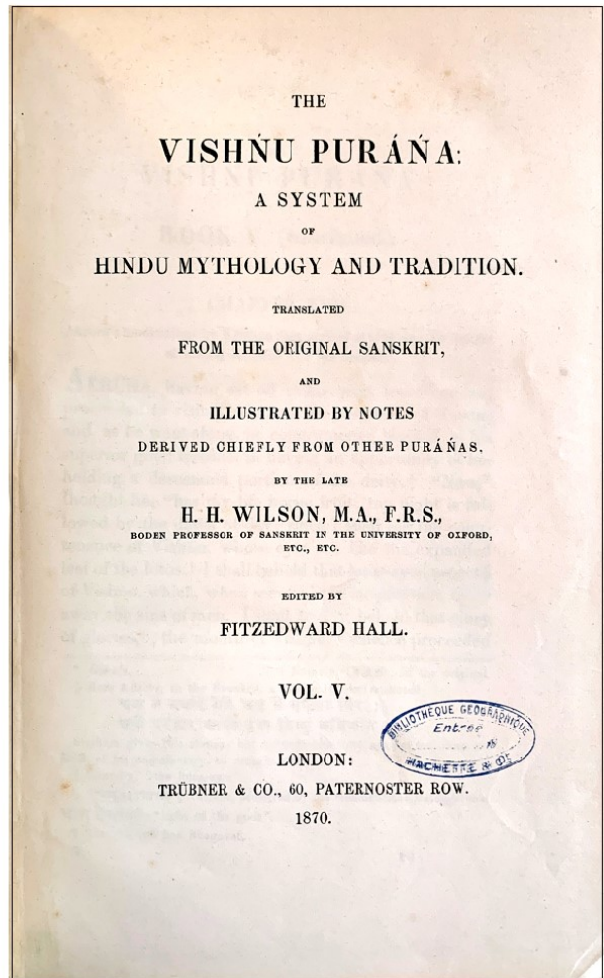 THE
VISHŃU PURÁŃA:
A SYSTEM
OF
HINDU MYTHOLOGY AND TRADITION.
TRANSLATED
FROM THE ORIGINAL SANSKRIT,
AND
ILLUSTRATED BY NOTES
DERIVED CHIEFLY FROM OTHER PURÁŃAS,
BY THE LATE
H. H. WILSON, M.A., F.R.S.,
BODEN PROFESSOR OF SANSKRIT IN THE UNIVERSITY OF OXFORD,
ETC., ETC.
EDITED BY
FITZEDWARD HALL.
VOL. V.
BIBLIOTHEQUE GEOGRAPHIQUE
Entrée
HACHETTE & Cie
LONDON:
TRÜBNER & CO., 60, PATERNOSTER ROW.
1870.